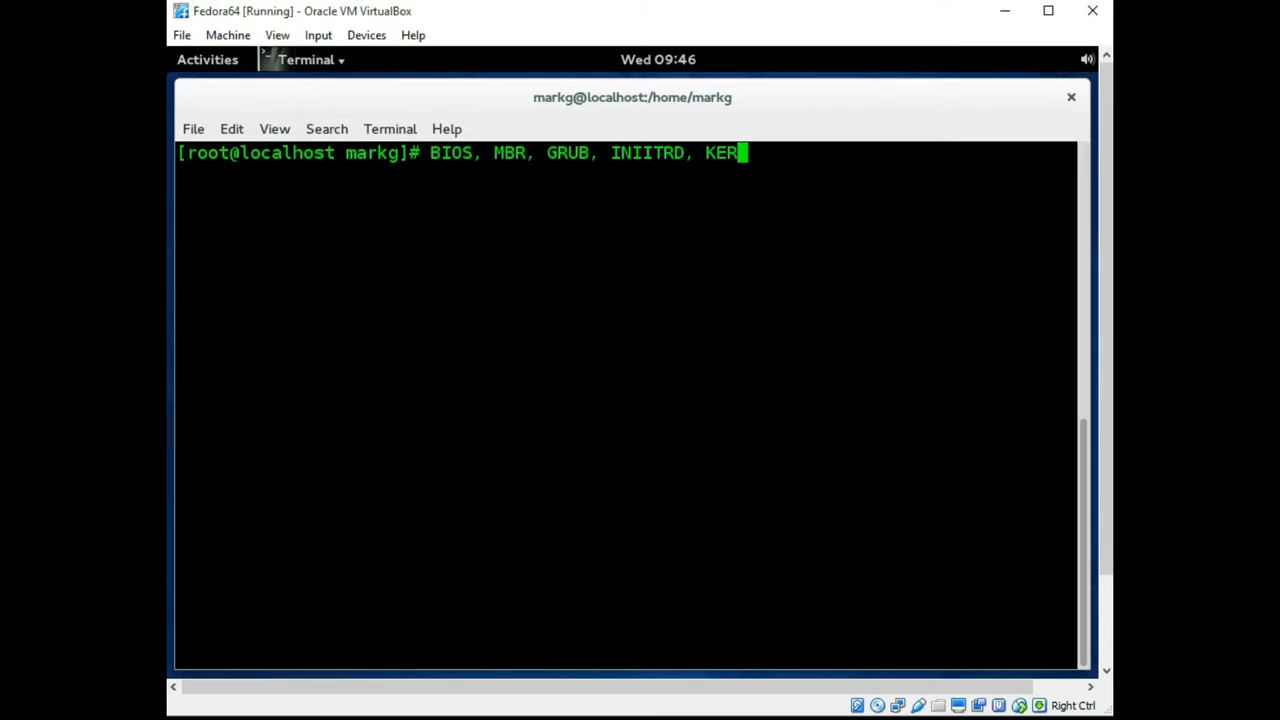 Fedora64 [Running] - Oracle VM VirtualBox
File Machine View Input Devices Help
Activities Terminal Wed 09:46
markg@localhost:/home/markg
File Edit View Search Terminal Help
[root@localhost markg]# BIOS, MBR, GRUB, INIITRD, KER
Right Ctrl